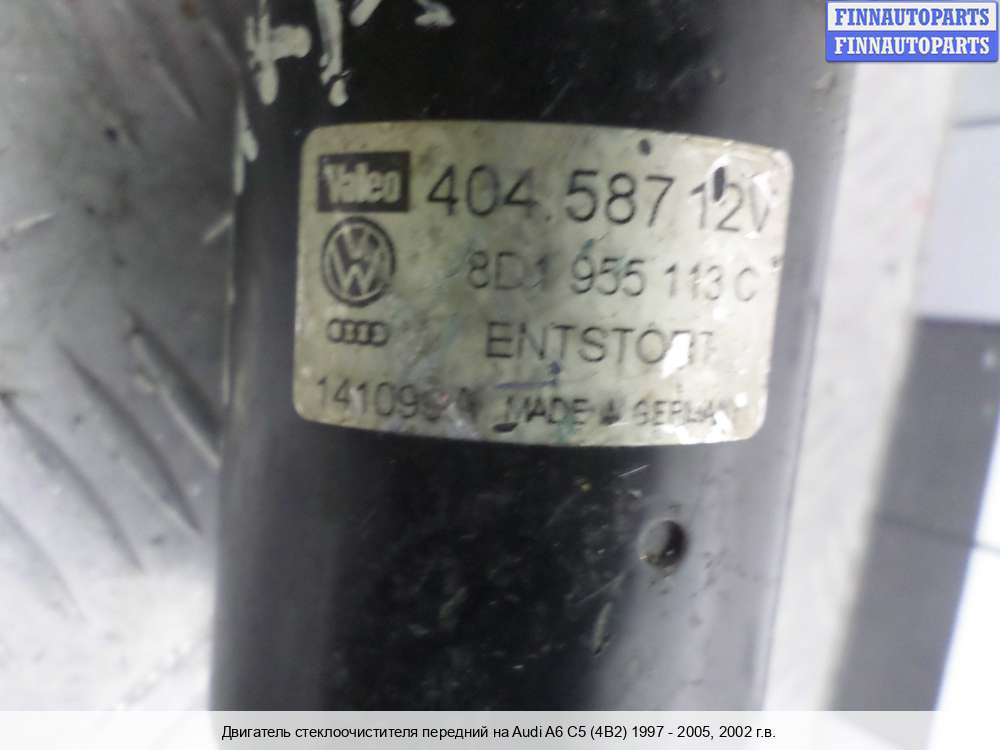 FINNAUTOPARTS
FINNAUTOPARTS
Valeo 404.587 12V
8D1 955 113 C
ENTSTÖRT
MADE GERMANY
Двигатель стеклоочистителя передний на Audi A6 C5 (4B2) 1997 - 2005, 2002 г.в.